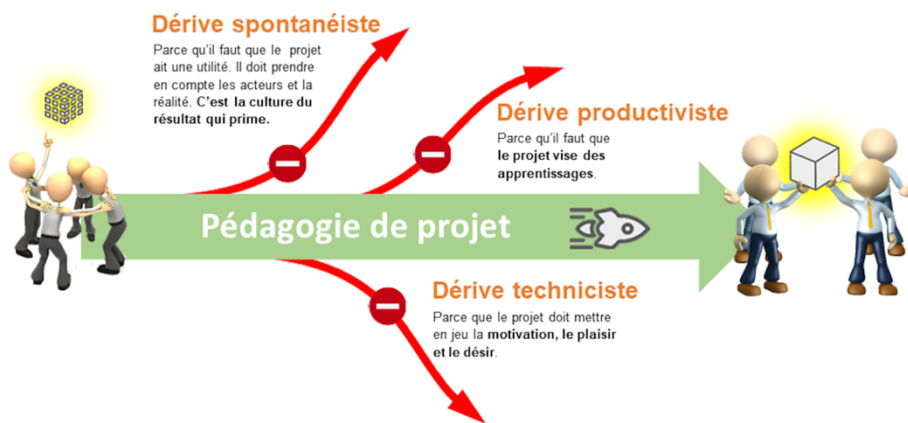 Dérive spontanéiste
Parce qu'il faut que le projet
ait une utilité. Il doit prendre
en compte les acteurs et la
réalité. C'est la culture du
résultat qui prime.
Dérive productiviste
Parce qu'il faut que
le projet vise des
apprentissages.
Pédagogie de projet
Dérive techniciste
Parce que le projet doit mettre
en jeu la motivation, le plaisir
et le désir.